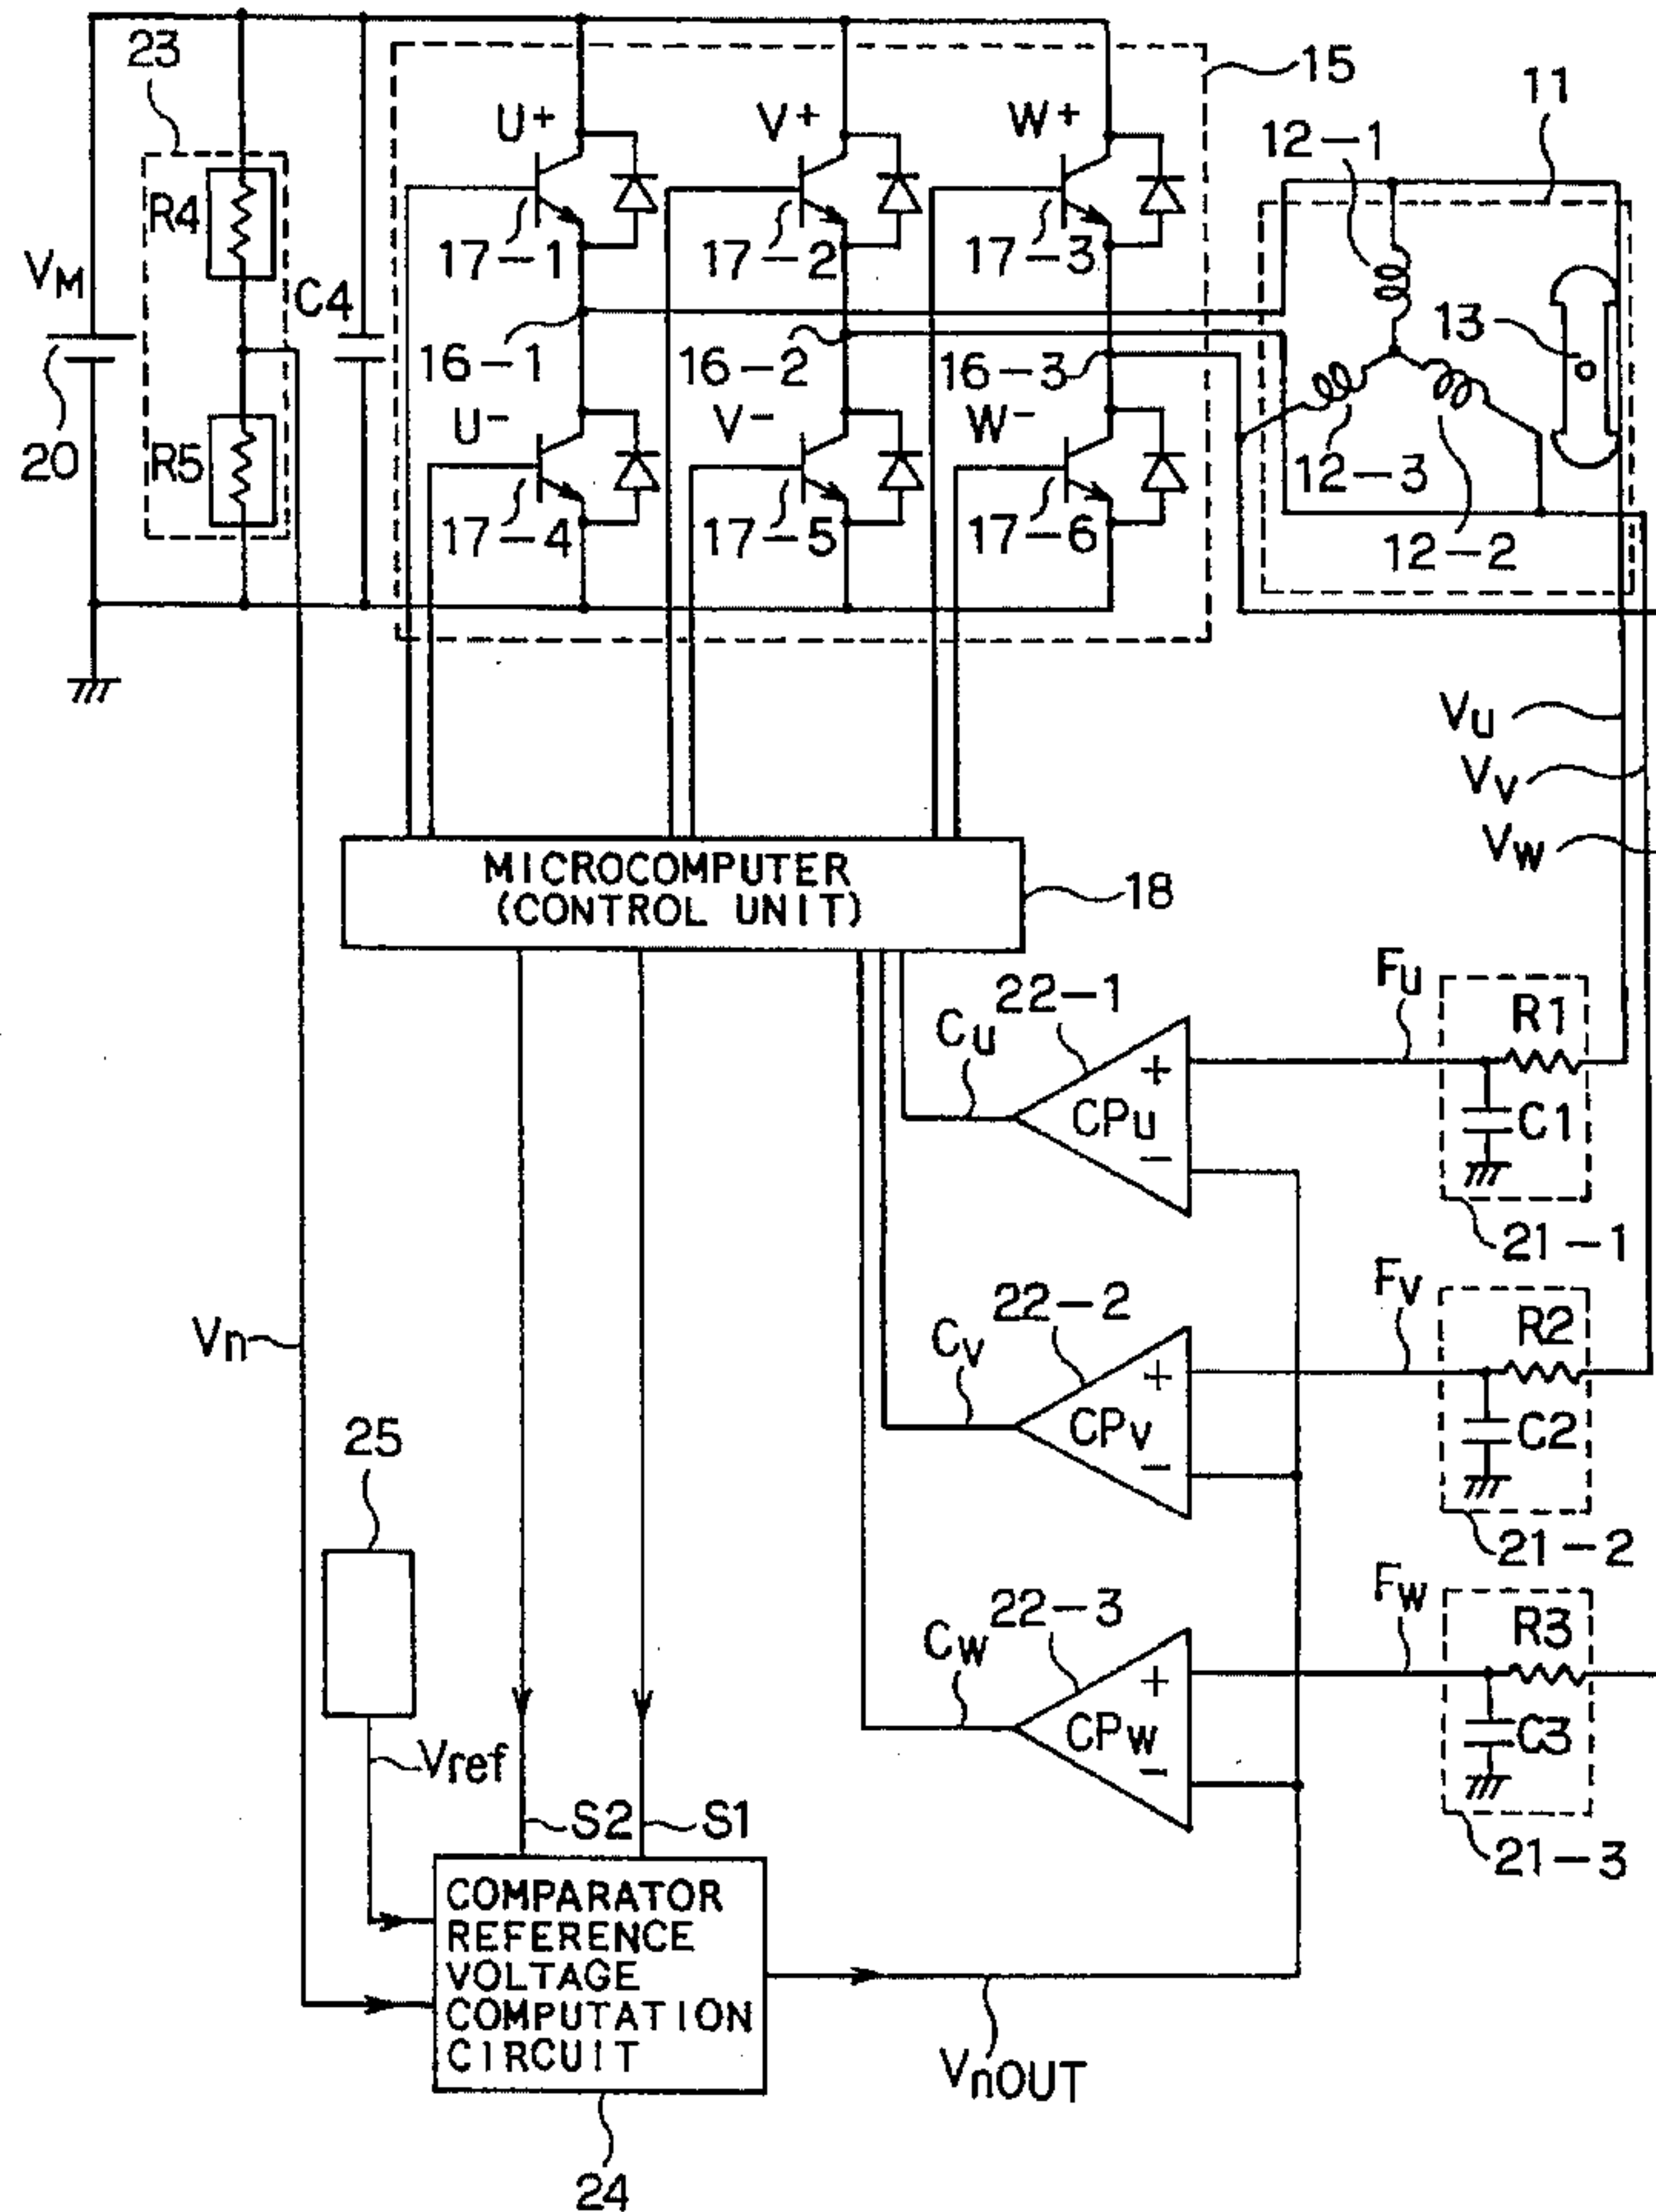 23
15
11
U+
V+
W+
12-1
R4
17-1
17-2
17-3
VM
C4
13
16-1
16-2
16-3
U-
V-
W-
20
R5
12-3
17-4
17-5
17-6
12-2
Vu
Vv
Vw
MICROCOMPUTER
(CONTROL UNIT)
18
Fu
22-1
R1
Cu
+
CPu
C1
-
21-1
Fv
22-2
R2
Vn
Cv
+
25
CPv
C2
-
21-2
Fw
22-3
R3
Cw
+
CPw
C3
Vref
-
S2
S1
21-3
COMPARATOR
REFERENCE
VOLTAGE
COMPUTATION
CIRCUIT
VnOUT
24